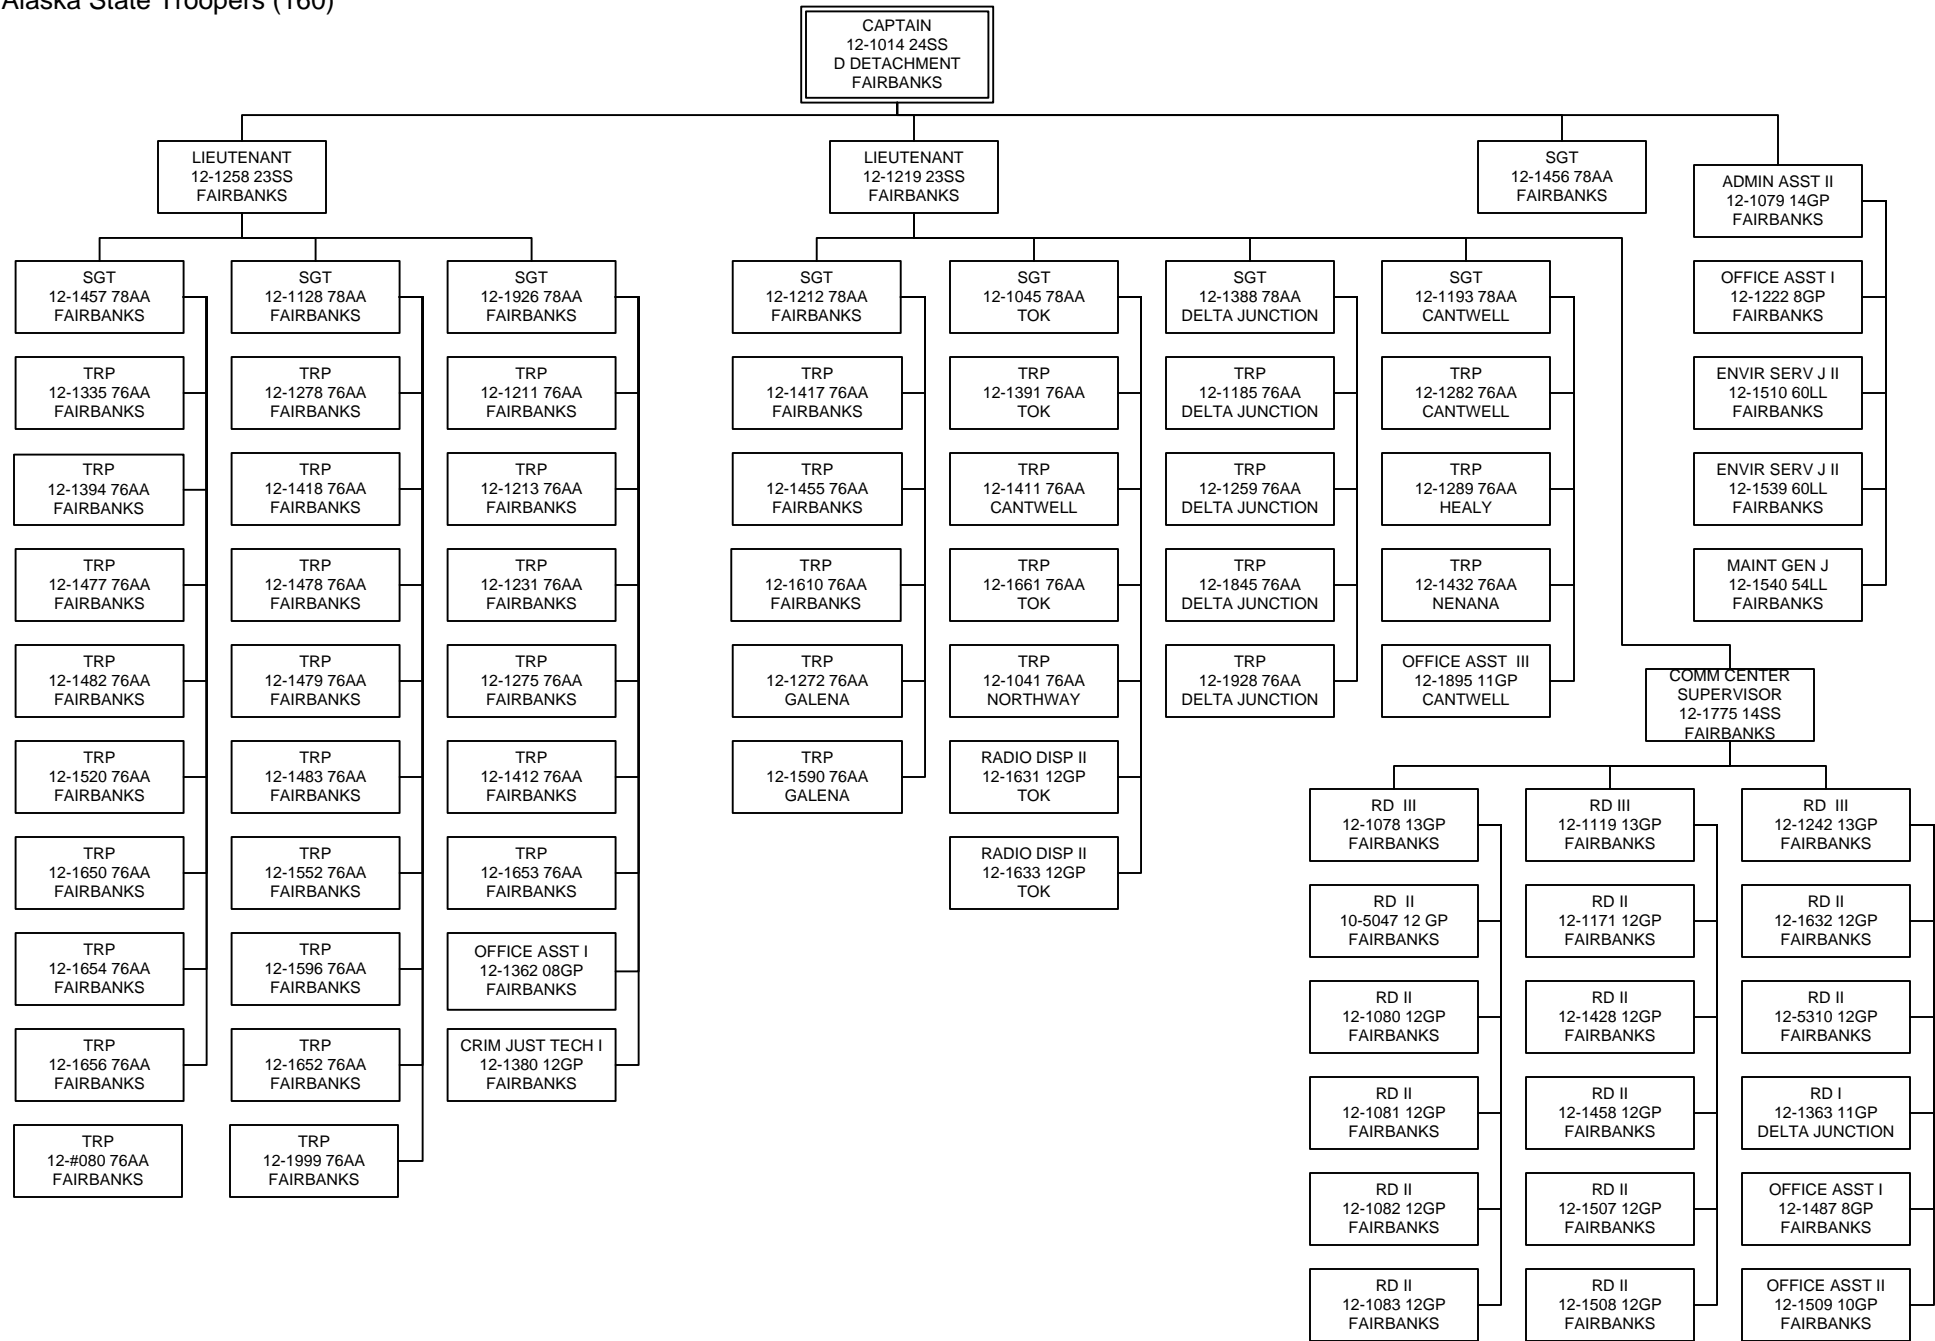 Alaska State Troopers (160)
CAPTAIN
12-1014 24SS
D DETACHMENT
FAIRBANKS
LIEUTENANT
12-1258 23SS
FAIRBANKS
LIEUTENANT
12-1219 23SS
FAIRBANKS
SGT
12-1456 78AA
FAIRBANKS
ADMIN ASST II
12-1079 14GP
FAIRBANKS
SGT
12-1457 78AA
FAIRBANKS
TRP
12-1335 76AA
FAIRBANKS
TRP
12-1394 76AA
FAIRBANKS
TRP
12-1477 76AA
FAIRBANKS
TRP
12-1482 76AA
FAIRBANKS
TRP
12-1520 76AA
FAIRBANKS
TRP
12-1650 76AA
FAIRBANKS
TRP
12-1654 76AA
FAIRBANKS
TRP
12-1656 76AA
FAIRBANKS
TRP
12-#080 76AA
FAIRBANKS
SGT
12-1128 78AA
FAIRBANKS
TRP
12-1278 76AA
FAIRBANKS
TRP
12-1418 76AA
FAIRBANKS
TRP
12-1478 76AA
FAIRBANKS
TRP
12-1479 76AA
FAIRBANKS
TRP
12-1483 76AA
FAIRBANKS
TRP
12-1552 76AA
FAIRBANKS
TRP
12-1596 76AA
FAIRBANKS
TRP
12-1652 76AA
FAIRBANKS
TRP
12-1999 76AA
FAIRBANKS
SGT
12-1926 78AA
FAIRBANKS
TRP
12-1211 76AA
FAIRBANKS
TRP
12-1213 76AA
FAIRBANKS
TRP
12-1231 76AA
FAIRBANKS
TRP
12-1275 76AA
FAIRBANKS
TRP
12-1412 76AA
FAIRBANKS
TRP
12-1653 76AA
FAIRBANKS
OFFICE ASST I
12-1362 08GP
FAIRBANKS
CRIM JUST TECH I
12-1380 12GP
FAIRBANKS
SGT
12-1212 78AA
FAIRBANKS
TRP
12-1417 76AA
FAIRBANKS
TRP
12-1455 76AA
FAIRBANKS
TRP
12-1610 76AA
FAIRBANKS
TRP
12-1272 76AA
GALENA
TRP
12-1590 76AA
GALENA
SGT
12-1045 78AA
TOK
TRP
12-1391 76AA
TOK
TRP
12-1411 76AA
CANTWELL
TRP
12-1661 76AA
TOK
TRP
12-1041 76AA
NORTHWAY
RADIO DISP II
12-1631 12GP
TOK
RADIO DISP II
12-1633 12GP
TOK
SGT
12-1388 78AA
DELTA JUNCTION
TRP
12-1185 76AA
DELTA JUNCTION
TRP
12-1259 76AA
DELTA JUNCTION
TRP
12-1845 76AA
DELTA JUNCTION
TRP
12-1928 76AA
DELTA JUNCTION
SGT
12-1193 78AA
CANTWELL
TRP
12-1282 76AA
CANTWELL
TRP
12-1289 76AA
HEALY
TRP
12-1432 76AA
NENANA
OFFICE ASST III
12-1895 11GP
CANTWELL
OFFICE ASST I
12-1222 8GP
FAIRBANKS
ENVIR SERV J II
12-1510 60LL
FAIRBANKS
ENVIR SERV J II
12-1539 60LL
FAIRBANKS
MAINT GEN J
12-1540 54LL
FAIRBANKS
COMM CENTER
SUPERVISOR
12-1775 14SS
FAIRBANKS
RD III
12-1078 13GP
FAIRBANKS
RD II
10-5047 12 GP
FAIRBANKS
RD II
12-1080 12GP
FAIRBANKS
RD II
12-1081 12GP
FAIRBANKS
RD II
12-1082 12GP
FAIRBANKS
RD II
12-1083 12GP
FAIRBANKS
RD III
12-1119 13GP
FAIRBANKS
RD II
12-1171 12GP
FAIRBANKS
RD II
12-1428 12GP
FAIRBANKS
RD II
12-1458 12GP
FAIRBANKS
RD II
12-1507 12GP
FAIRBANKS
RD II
12-1508 12GP
FAIRBANKS
RD III
12-1242 13GP
FAIRBANKS
RD II
12-1632 12GP
FAIRBANKS
RD II
12-5310 12GP
FAIRBANKS
RD I
12-1363 11GP
DELTA JUNCTION
OFFICE ASST I
12-1487 8GP
FAIRBANKS
OFFICE ASST II
12-1509 10GP
FAIRBANKS